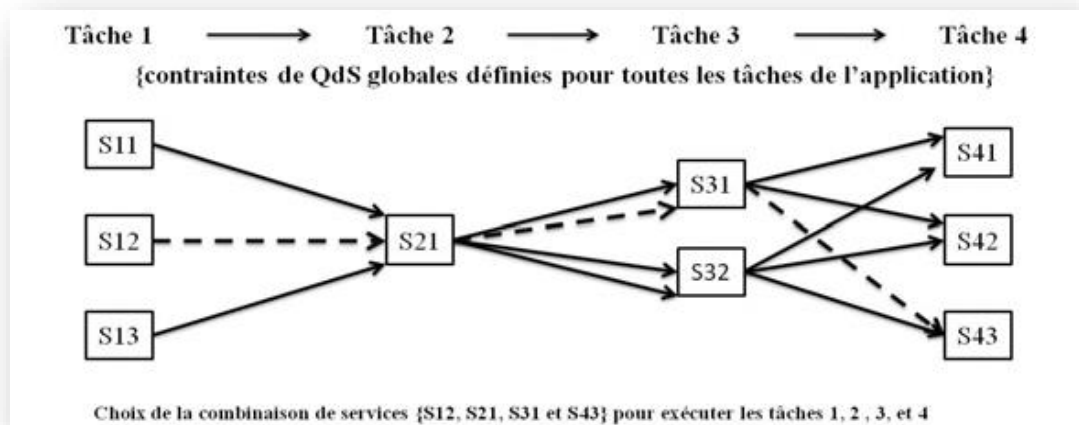 Tâche 1 Tâche 2 Tâche 3 Tâche 4
{contraintes de QdS globales définies pour toutes les tâches de l'application}
S11
S12
S13
S21
S31
S32
S41
S42
S43
Choix de la combinaison de services {S12, S21, S31 et S43} pour exécuter les tâches 1, 2 , 3, et 4